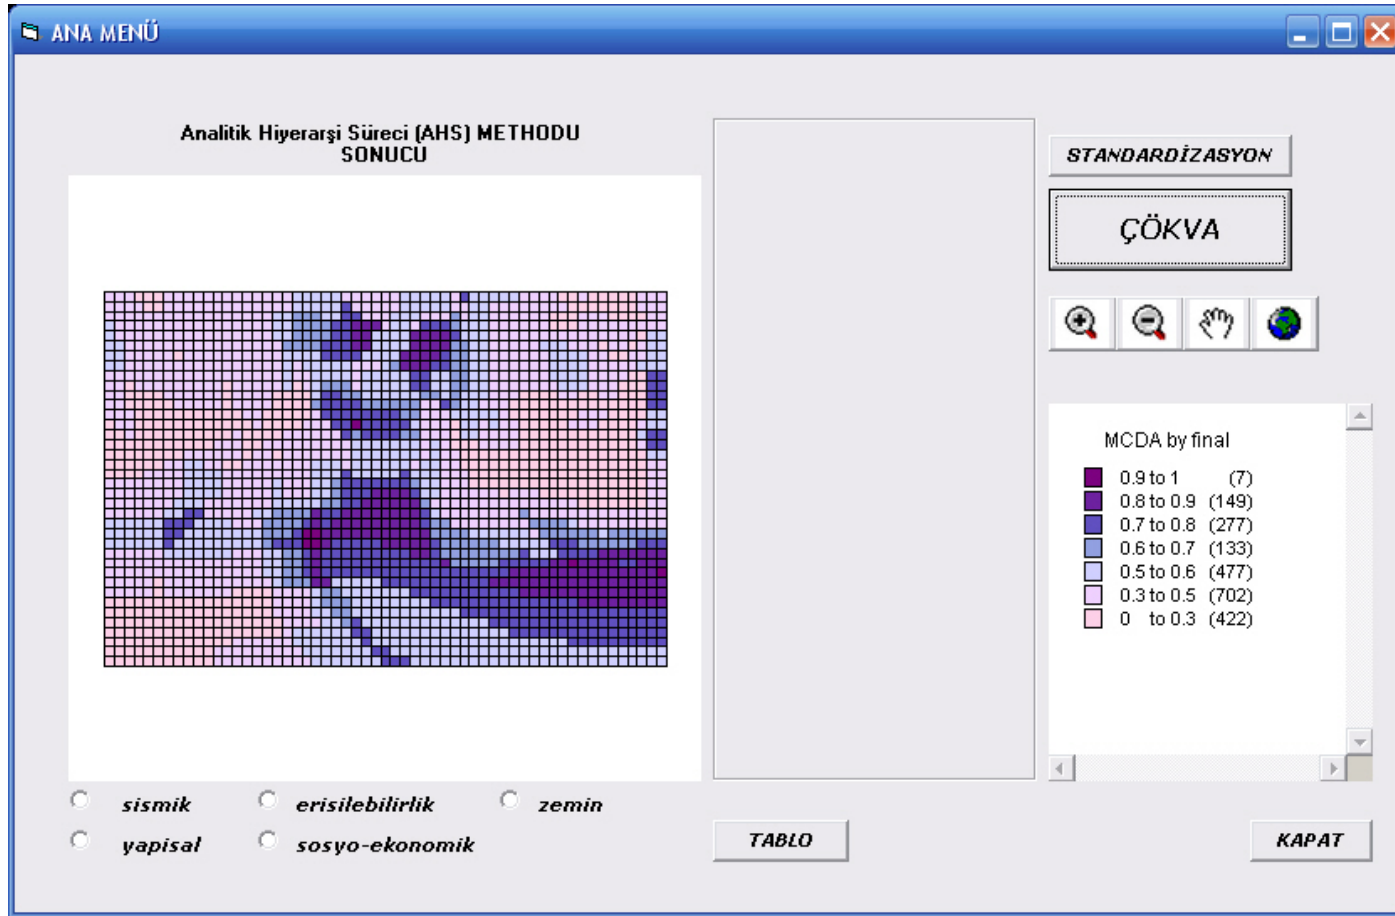 ANA MENÜ
Analitik Hiyerarşi Süreci (AHS) METHODU
SONUCU
STANDARDİZASYON
ÇÖKVA
MCDA by final
0.9 to 1 (7)
0.8 to 0.9 (149)
0.7 to 0.8 (277)
0.6 to 0.7 (133)
0.5 to 0.6 (477)
0.3 to 0.5 (702)
0 to 0.3 (422)
sismik erisilebilirlik zemin
yapisal sosyo-ekonomik
TABLO
KAPAT